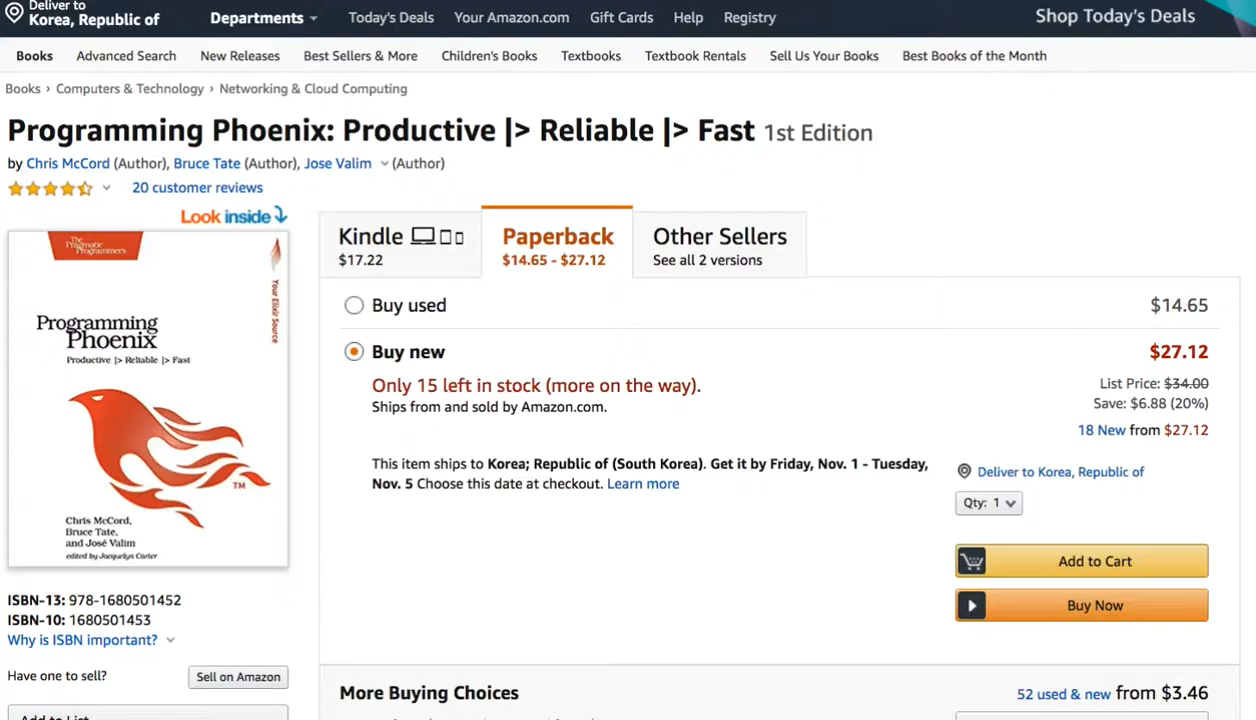 Deliver to
Korea, Republic of
Departments
Today's Deals
Your Amazon.com
Gift Cards
Help
Registry
Shop Today's Deals
Books
Advanced Search
New Releases
Best Sellers & More
Children's Books
Textbooks
Textbook Rentals
Sell Us Your Books
Best Books of the Month
Books › Computers & Technology › Networking & Cloud Computing
Programming Phoenix: Productive |> Reliable |> Fast 1st Edition
by Chris McCord (Author), Bruce Tate (Author), Jose Valim (Author)
20 customer reviews
Look inside
The Pragmatic Programmers
Your Elixir Source
Programming
Phoenix
Productive |> Reliable |> Fast
TM
Chris McCord,
Bruce Tate,
and José Valim
edited by Jacquelyn Carter
ISBN-13: 978-1680501452
ISBN-10: 1680501453
Why is ISBN important?
Have one to sell?
Sell on Amazon
Add to List
Kindle
$17.22
Paperback
$14.65 - $27.12
Other Sellers
See all 2 versions
Buy used
$14.65
Buy new
$27.12
Only 15 left in stock (more on the way).
Ships from and sold by Amazon.com.
List Price: $34.00
Save: $6.88 (20%)
18 New from $27.12
This item ships to Korea; Republic of (South Korea). Get it by Friday, Nov. 1 - Tuesday,
Nov. 5 Choose this date at checkout. Learn more
Deliver to Korea, Republic of
Qty: 1
Add to Cart
Buy Now
More Buying Choices
52 used & new from $3.46